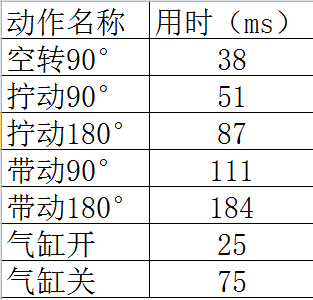 动作名称 用时（ms）
空转90° 38
拧动90° 51
拧动180° 87
带动90° 111
带动180° 184
气缸开 25
气缸关 75